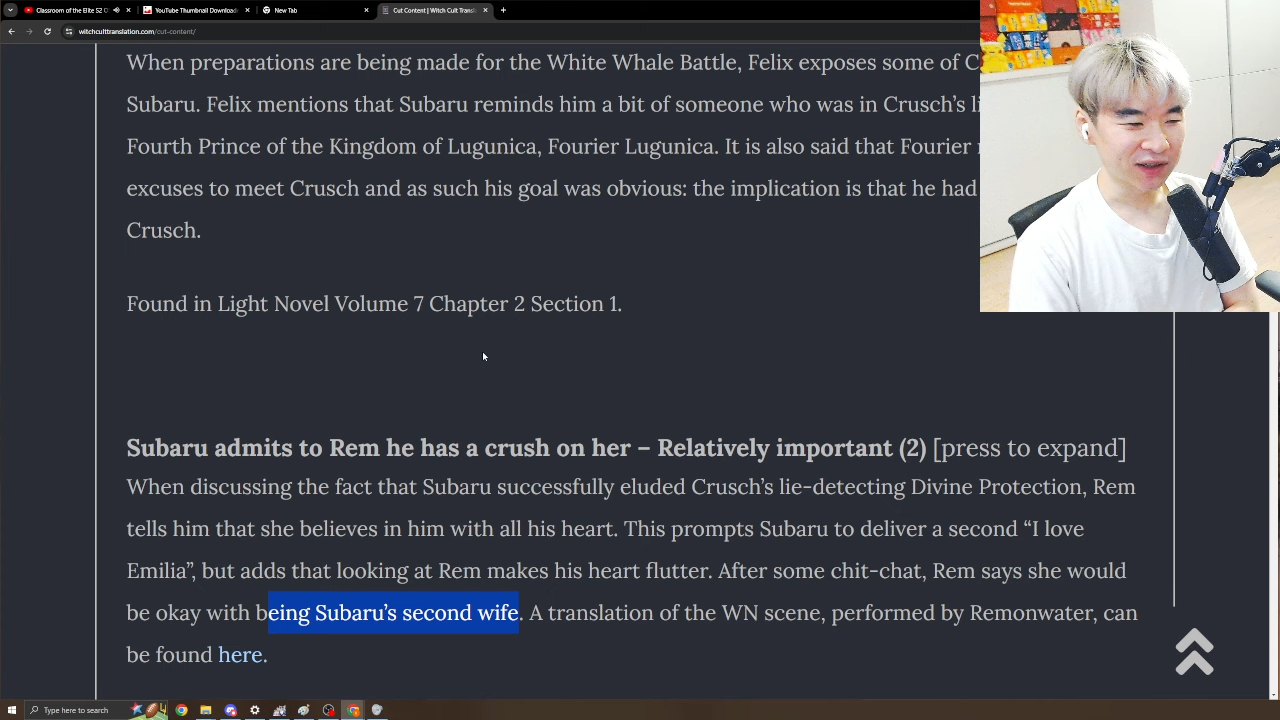 Classroom of the Elite S2 O
YouTube Thumbnail Download
New Tab
Cut Content | Witch Cult Transl
witchculttranslation.com/cut-content/
When preparations are being made for the White Whale Battle, Felix exposes some of C
Subaru. Felix mentions that Subaru reminds him a bit of someone who was in Crusch’s li
Fourth Prince of the Kingdom of Lugunica, Fourier Lugunica. It is also said that Fourier
excuses to meet Crusch and as such his goal was obvious: the implication is that he had
Crusch.
Found in Light Novel Volume 7 Chapter 2 Section 1.
Subaru admits to Rem he has a crush on her – Relatively important (2) [press to expand]
When discussing the fact that Subaru successfully eluded Crusch’s lie-detecting Divine Protection, Rem
tells him that she believes in him with all his heart. This prompts Subaru to deliver a second “I love
Emilia”, but adds that looking at Rem makes his heart flutter. After some chit-chat, Rem says she would
be okay with being Subaru’s second wife. A translation of the WN scene, performed by Remonwater, can
be found here.
Type here to search